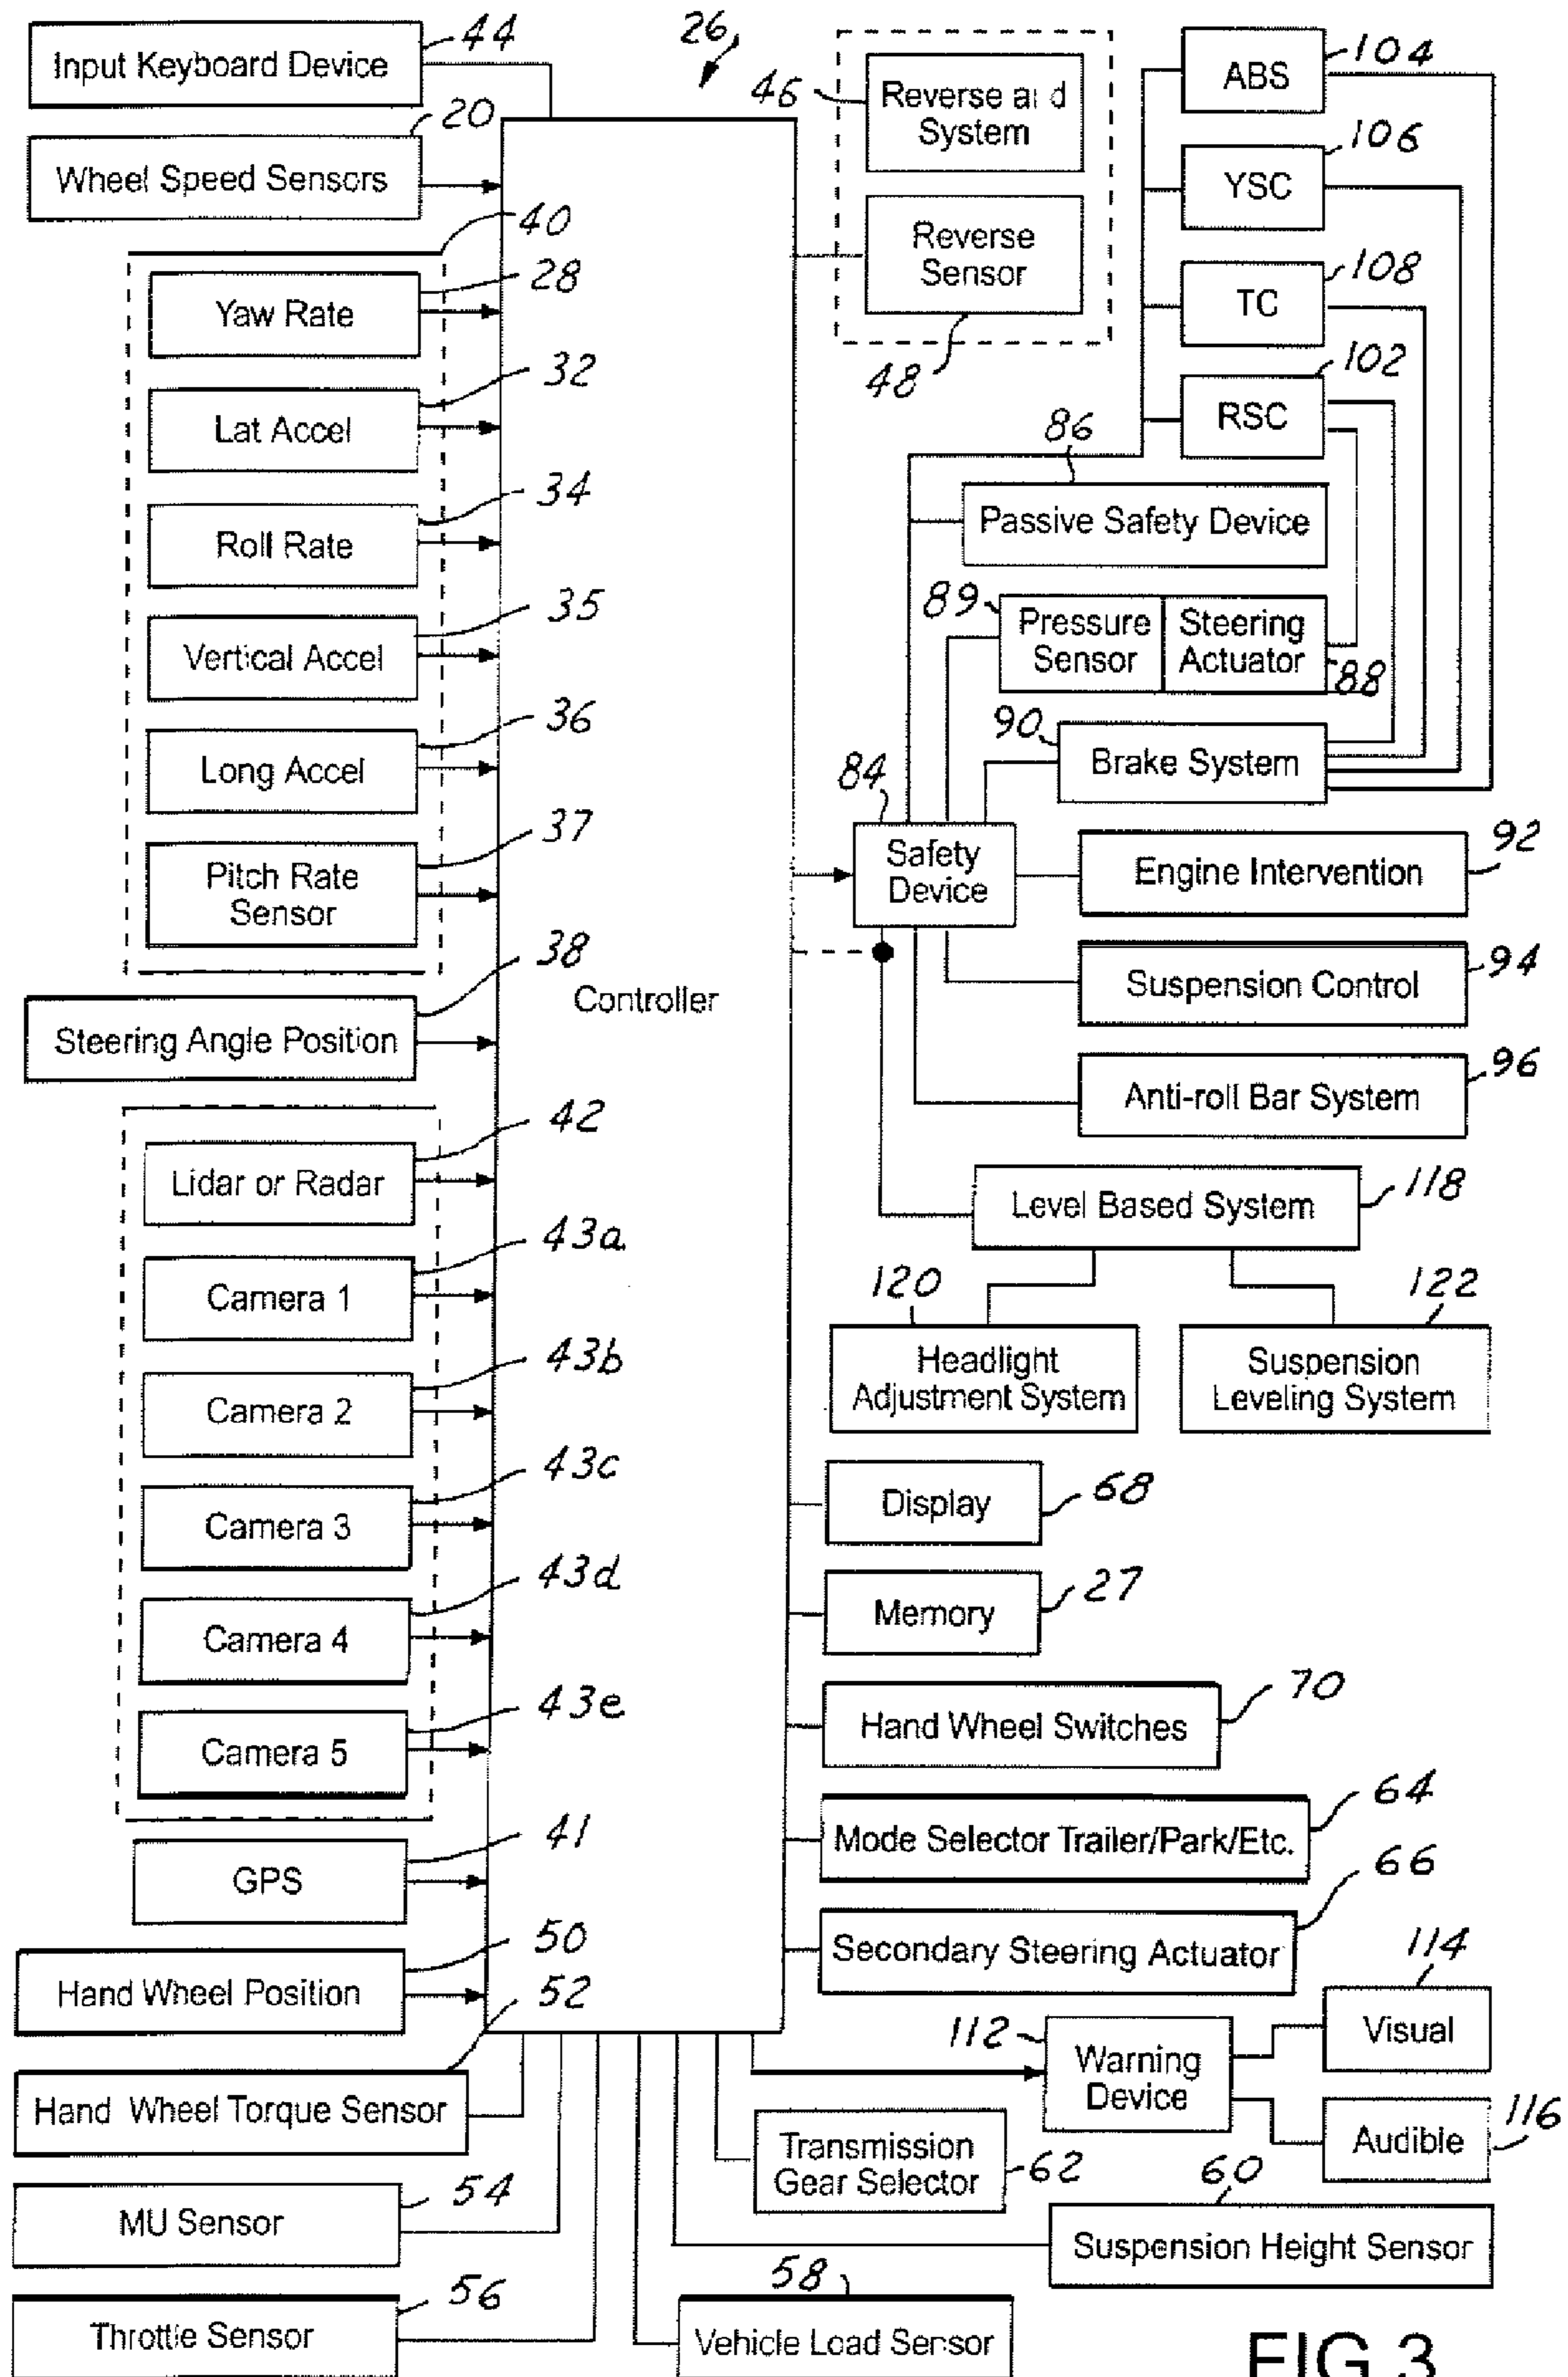 Input Keyboard Device
44
Wheel Speed Sensors
20
40
Yaw Rate
28
Lat Accel
32
Roll Rate
34
Vertical Accel
35
Long Accel
36
Pitch Rate
Sensor
37
Steering Angle Position
38
Lidar or Radar
42
Camera 1
43a
Camera 2
43b
Camera 3
43c
Camera 4
43d
Camera 5
43e
GPS
41
Hand Wheel Position
50
Hand Wheel Torque Sensor
52
MU Sensor
54
Throttle Sensor
56
Controller
26
46
Reverse
System
Reverse
Sensor
48
ABS
104
YSC
106
TC
108
RSC
102
86
Passive Safety Device
89
Pressure
Sensor
Steering
Actuator
88
90
Brake System
84
Safety
Device
Engine Intervention
92
Suspension Control
94
Anti-roll Bar System
96
Level Based System
118
120
Headlight
Adjustment System
122
Suspension
Leveling System
Display
68
Memory
27
Hand Wheel Switches
70
Mode Selector Trailer/Park/Etc.
64
Secondary Steering Actuator
66
112
Warning
Device
114
Visual
Audible
116
Transmission
Gear Selector
62
60
Suspension Height Sensor
58
Vehicle Load Sensor
FIG.3